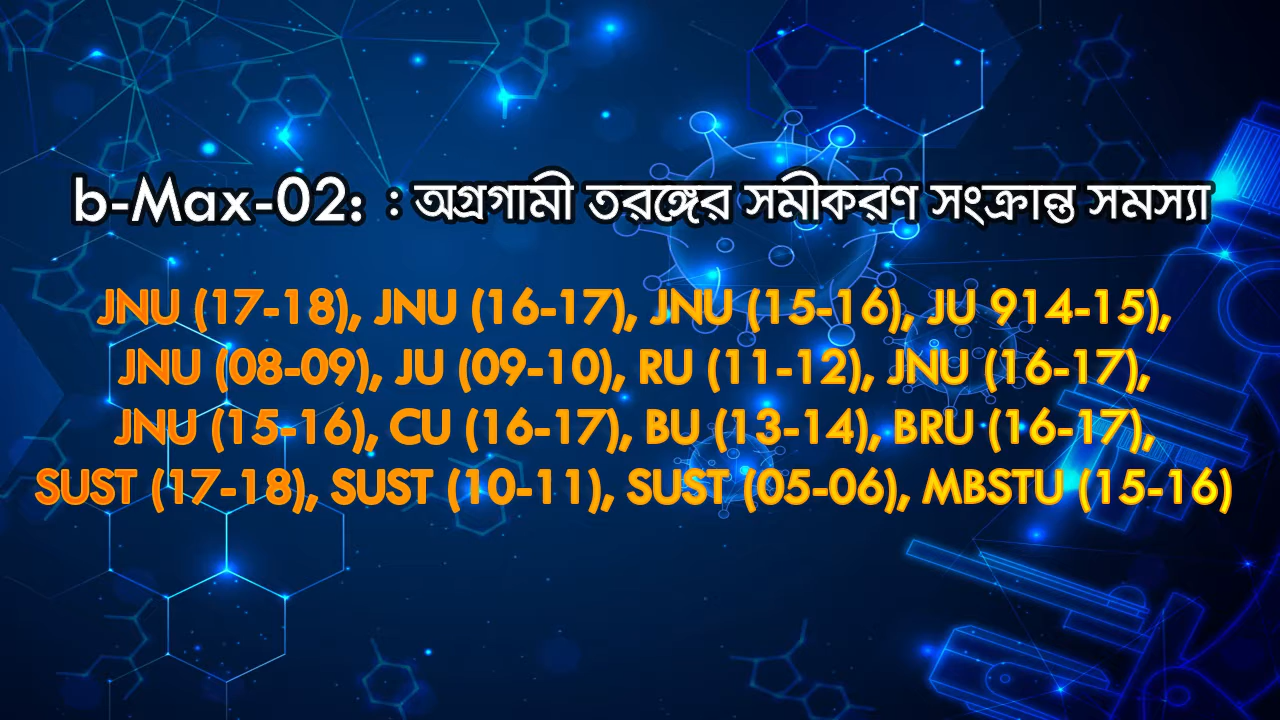 b-Max-02: : অগ্রগামী তরঙ্গের সমীকরণ সংক্রান্ত সমস্যা
JNU (17-18), JNU (16-17), JNU (15-16), JU 914-15),
JNU (08-09), JU (09-10), RU (11-12), JNU (16-17),
JNU (15-16), CU (16-17), BU (13-14), BRU (16-17),
SUST (17-18), SUST (10-11), SUST (05-06), MBSTU (15-16)